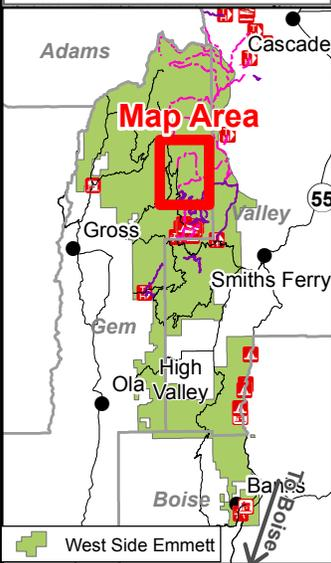 Adams
Cascade
Map Area
55
Valley
Gross
Smiths Ferry
Gem
High
Valley
Ola
Boise
Banks
To Boise
West Side Emmett